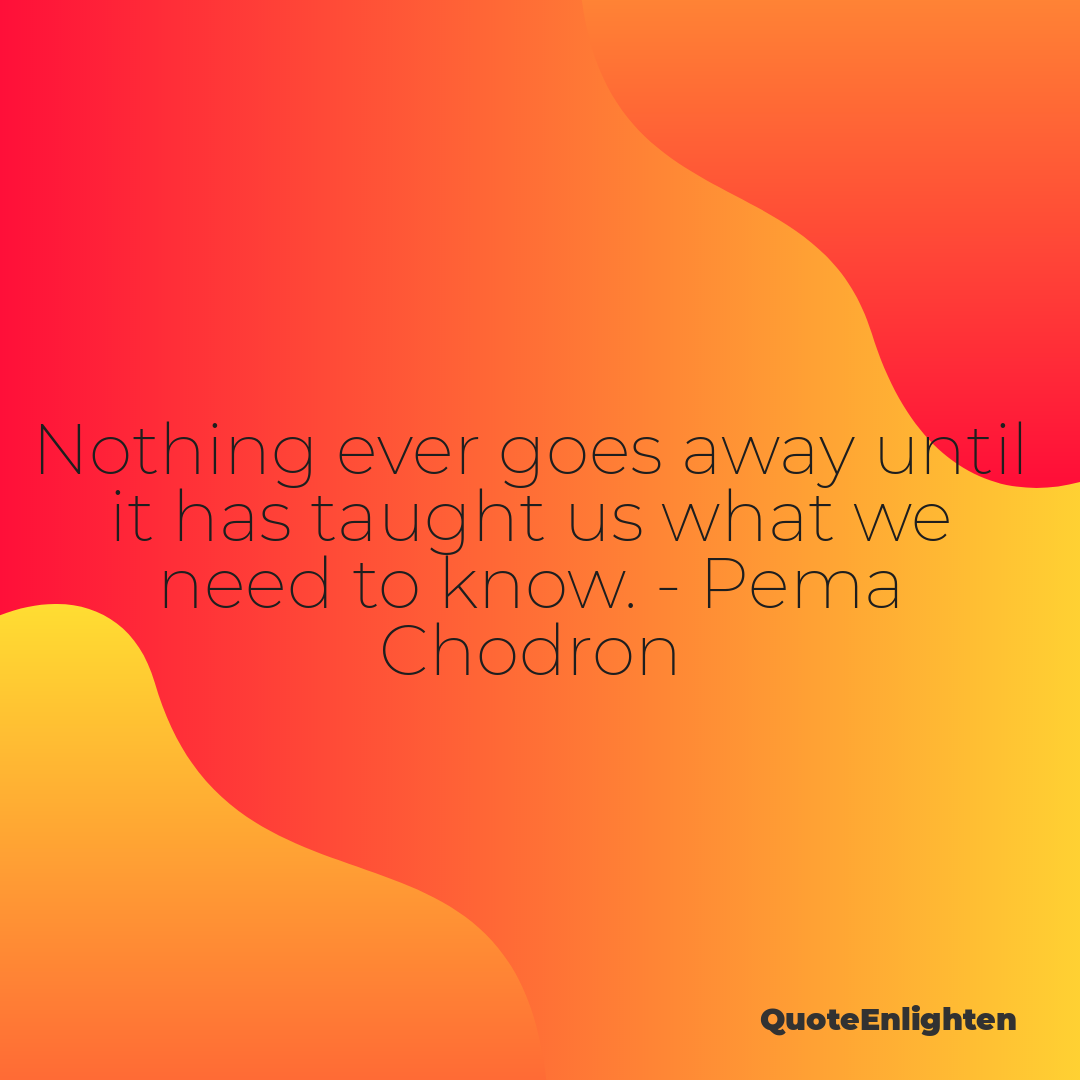 Nothing ever goes away until
it has taught us what we
need to know. - Pema
Chodron
QuoteEnlighten